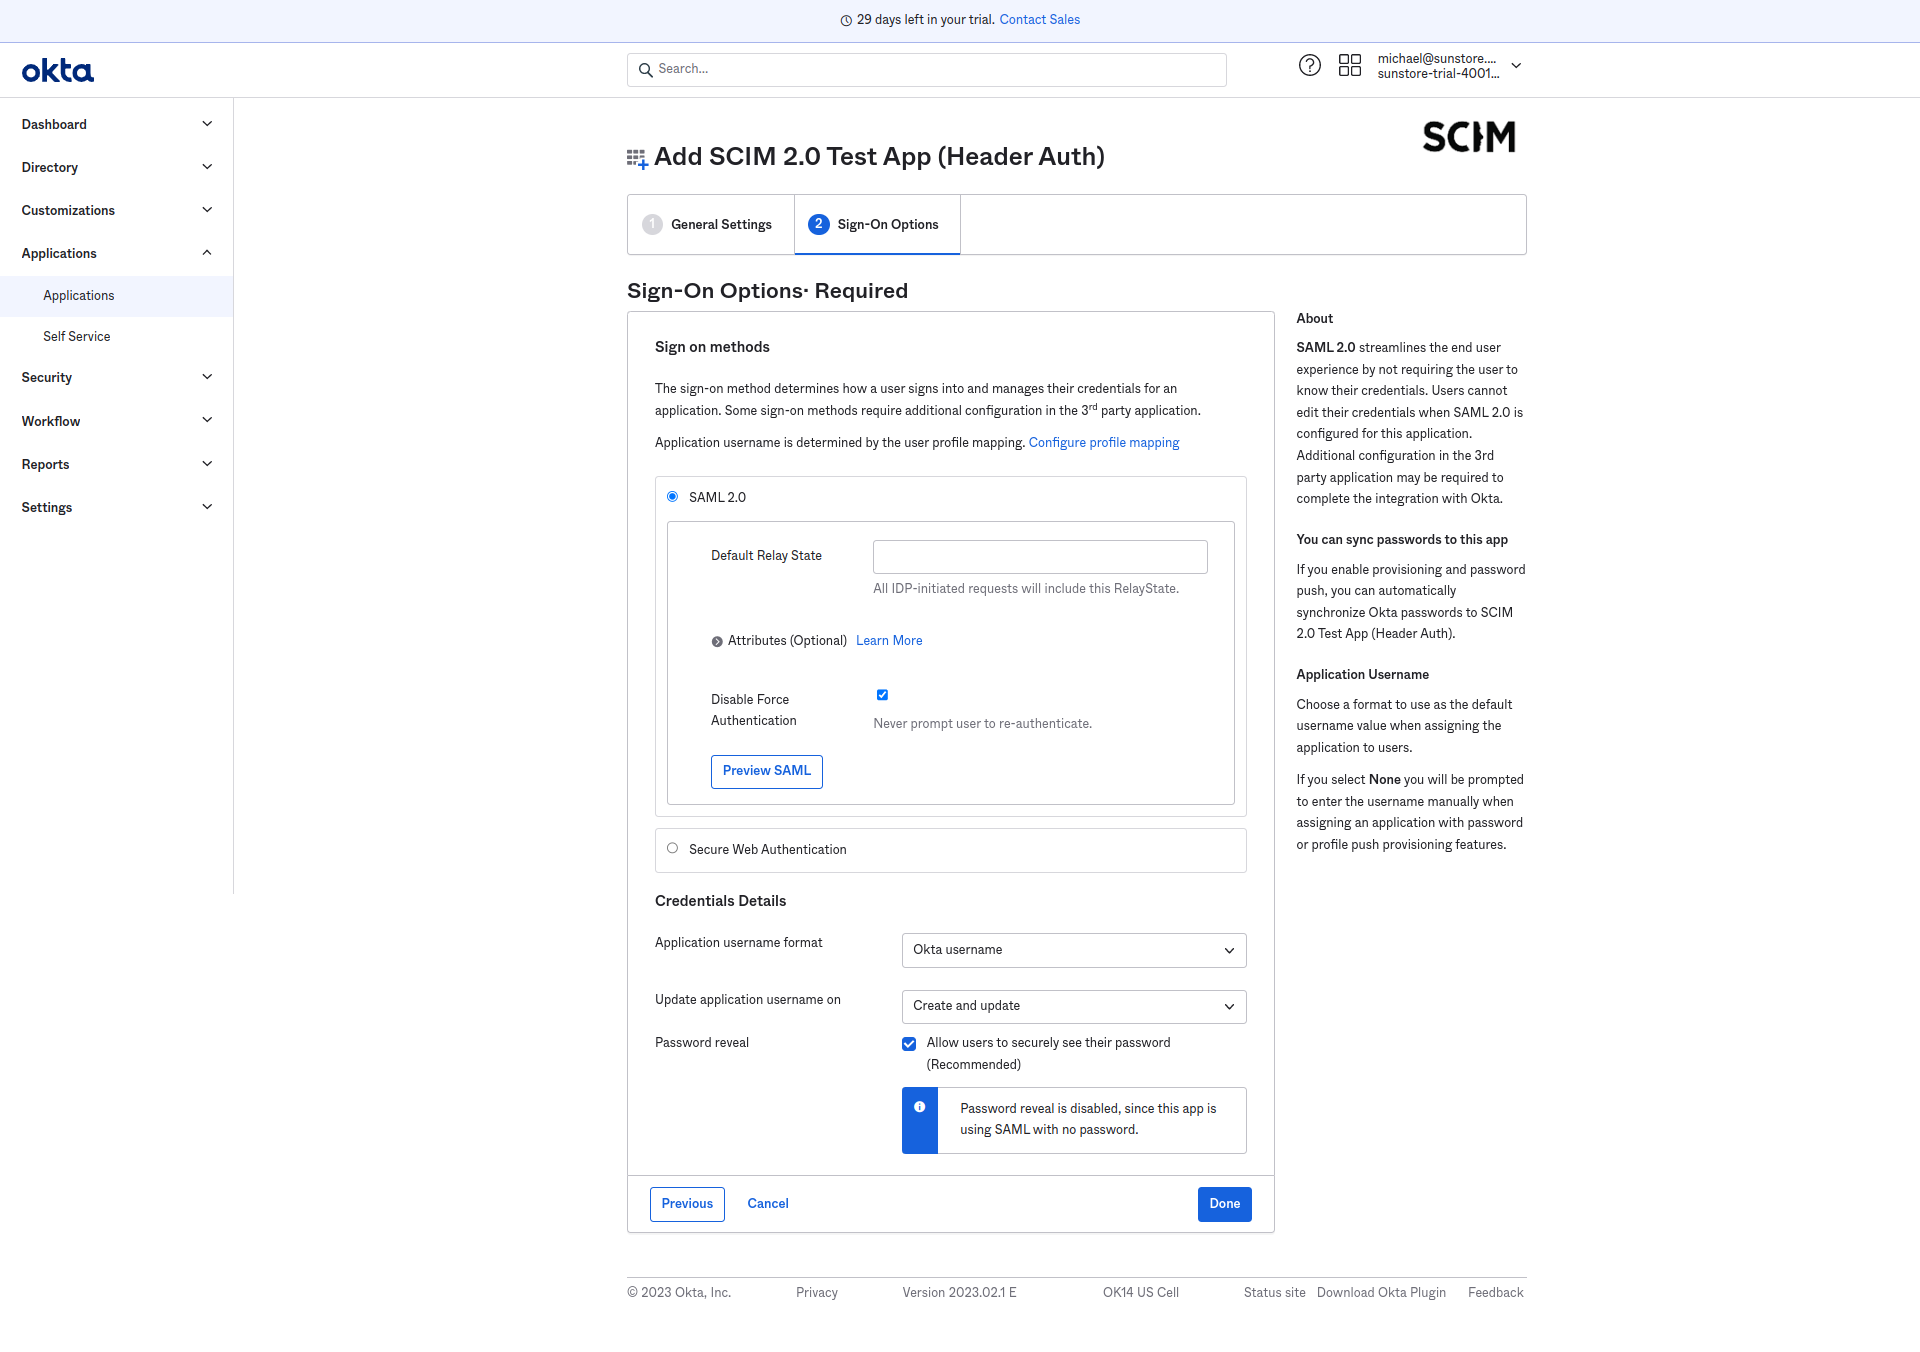 29 days left in your trial. Contact Sales
okta
Search...
michael@sunstore....
sunstore-trial-4001...
Dashboard
Directory
Customizations
Applications
Applications
Self Service
Security
Workflow
Reports
Settings
SCIM
Add SCIM 2.0 Test App (Header Auth)
1 General Settings
2 Sign-On Options
Sign-On Options· Required
Sign on methods
The sign-on method determines how a user signs into and manages their credentials for an
application. Some sign-on methods require additional configuration in the 3rd party application.
Application username is determined by the user profile mapping. Configure profile mapping
SAML 2.0
Default Relay State
All IDP-initiated requests will include this RelayState.
Attributes (Optional) Learn More
Disable Force
Authentication
Never prompt user to re-authenticate.
Preview SAML
Secure Web Authentication
Credentials Details
Application username format
Okta username
Update application username on
Create and update
Password reveal
Allow users to securely see their password
(Recommended)
Password reveal is disabled, since this app is
using SAML with no password.
Previous
Cancel
Done
About
SAML 2.0 streamlines the end user
experience by not requiring the user to
know their credentials. Users cannot
edit their credentials when SAML 2.0 is
configured for this application.
Additional configuration in the 3rd
party application may be required to
complete the integration with Okta.
You can sync passwords to this app
If you enable provisioning and password
push, you can automatically
synchronize Okta passwords to SCIM
2.0 Test App (Header Auth).
Application Username
Choose a format to use as the default
username value when assigning the
application to users.
If you select None you will be prompted
to enter the username manually when
assigning an application with password
or profile push provisioning features.
© 2023 Okta, Inc.
Privacy
Version 2023.02.1 E
OK14 US Cell
Status site
Download Okta Plugin
Feedback